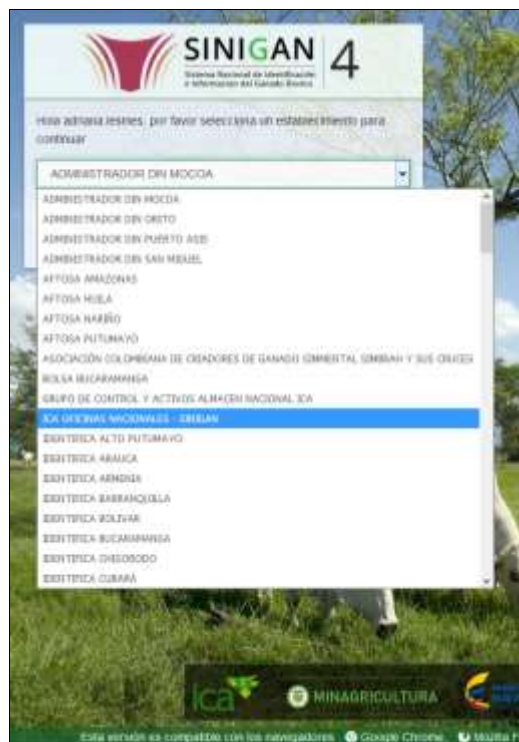 SINIGAN 4
Sistema Nacional de Identificación
e Información del Ganado Bovino
Hola adriana lesmes, por favor selecciona un establecimiento para
continuar
ADMINISTRADOR DIN MOCOA
ADMINISTRADOR DIN MOCOA
ADMINISTRADOR DIN ORITO
ADMINISTRADOR DIN PUERTO ASIS
ADMINISTRADOR DIN SAN MIGUEL
AFTOSA AMAZONAS
AFTOSA HUILA
AFTOSA NARIÑO
AFTOSA PUTUMAYO
ASOCIACIÓN COLOMBIANA DE CRIADORES DE GANADO SIMMENTAL SIMBRAH Y SUS CRUCES
BOLSA BUCARAMANGA
GRUPO DE CONTROL Y ACTIVOS ALMACEN NACIONAL ICA
ICA OFICINAS NACIONALES - SINIGAN
IDENTIFICA ALTO PUTUMAYO
IDENTIFICA ARAUCA
IDENTIFICA ARMENIA
IDENTIFICA BARRANQUILLA
IDENTIFICA BOLIVAR
IDENTIFICA BUCARAMANGA
IDENTIFICA CHIGORODO
IDENTIFICA CUBARÁ
ica MINAGRICULTURA
Esta versión es compatible con los navegadores Google Chrome Mozilla F